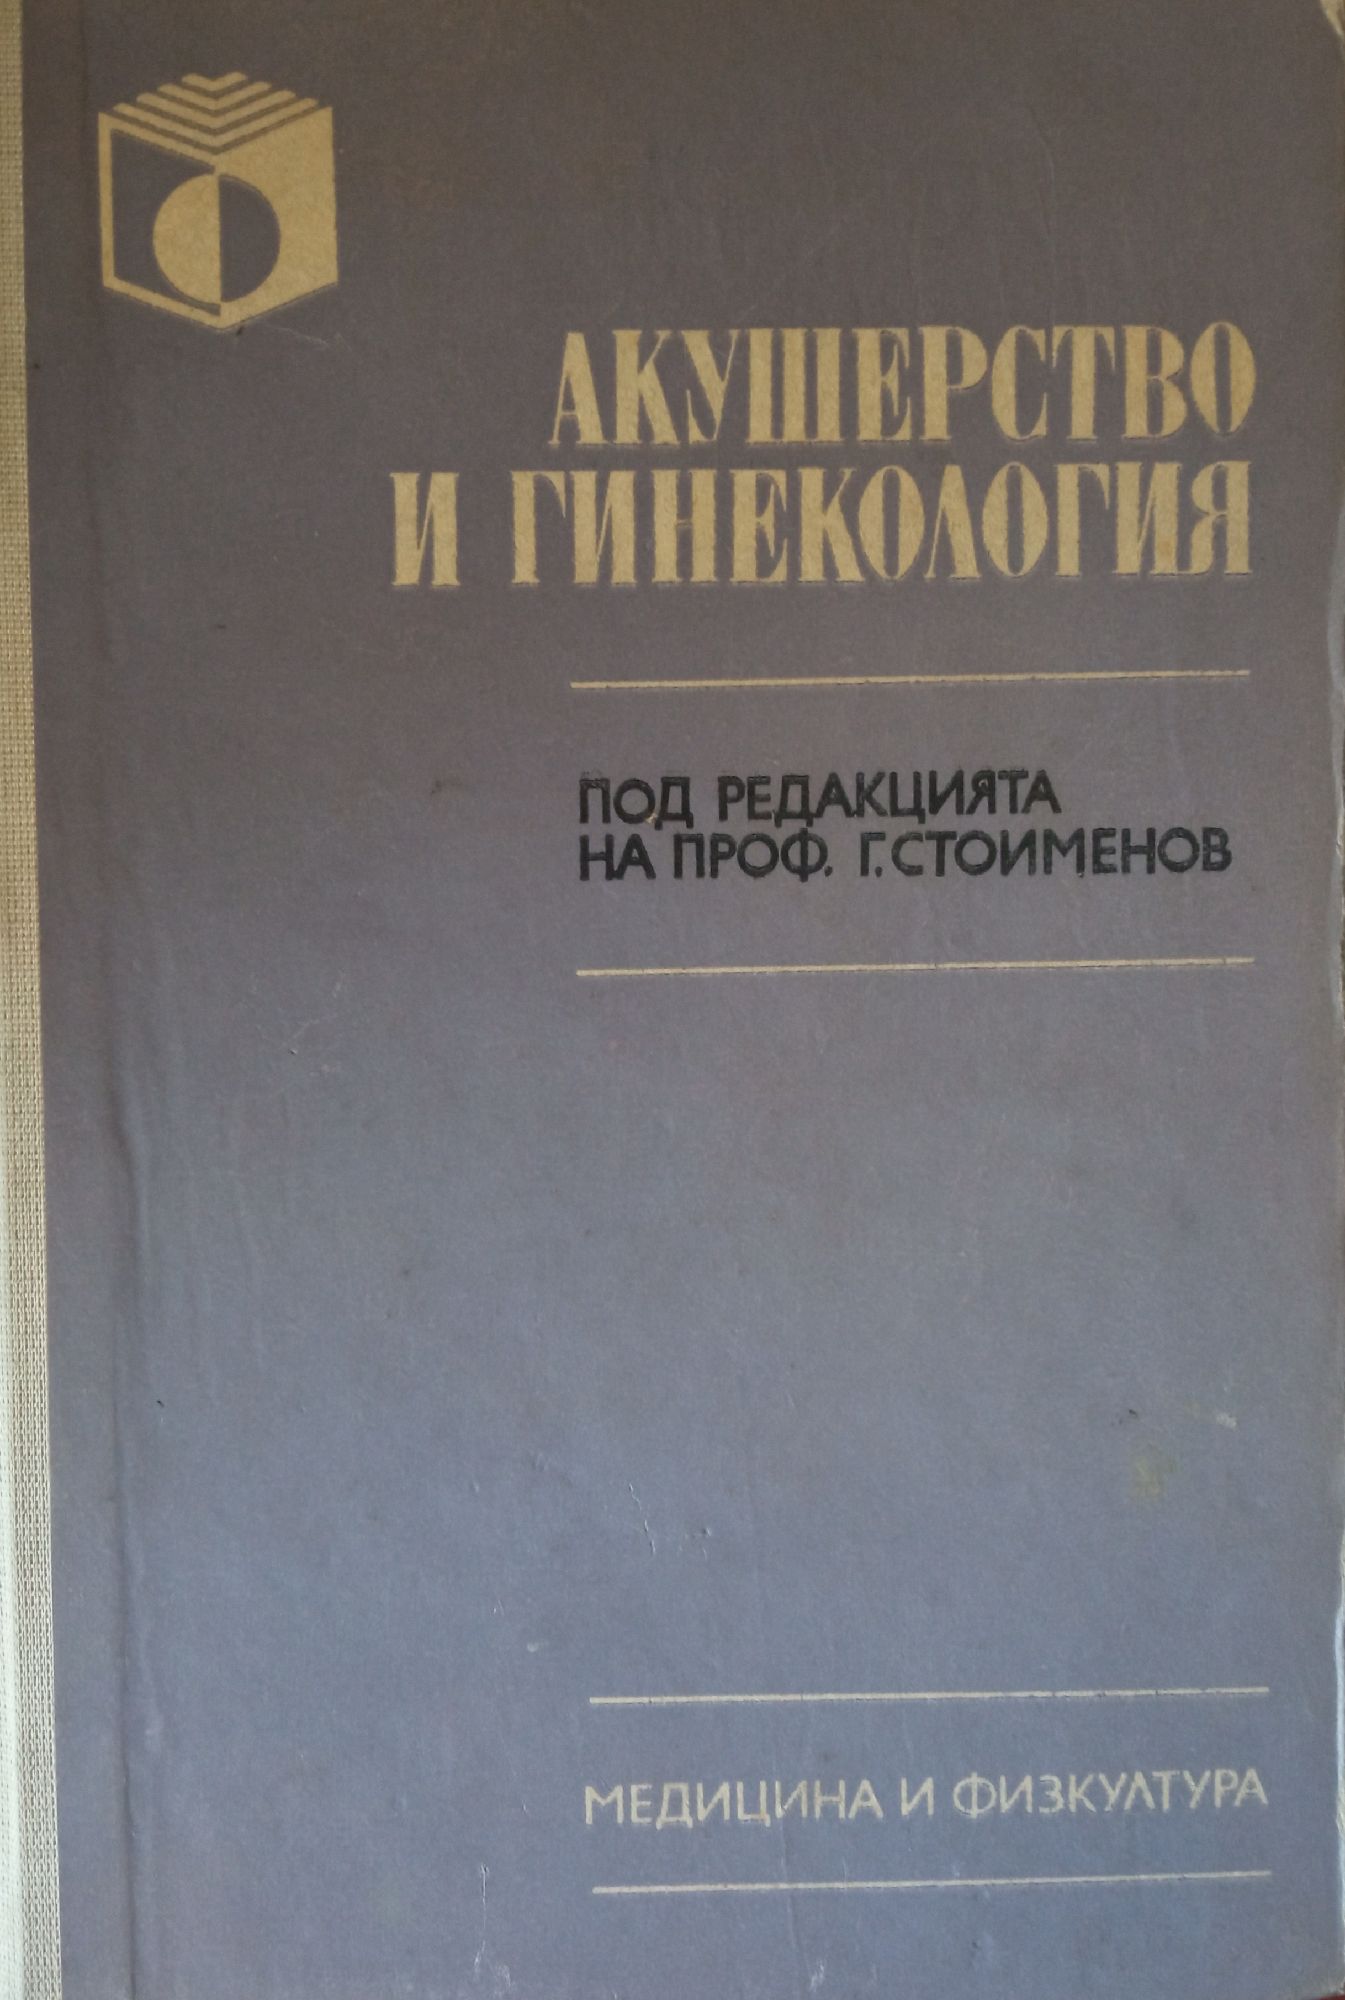 АКУШЕРСТВО
И ГИНЕКОЛОГИЯ
ПОД РЕДАКЦИЯТА
НА ПРОФ. Г. СТОИМЕНОВ
МЕДИЦИНА И ФИЗКУЛТУРА